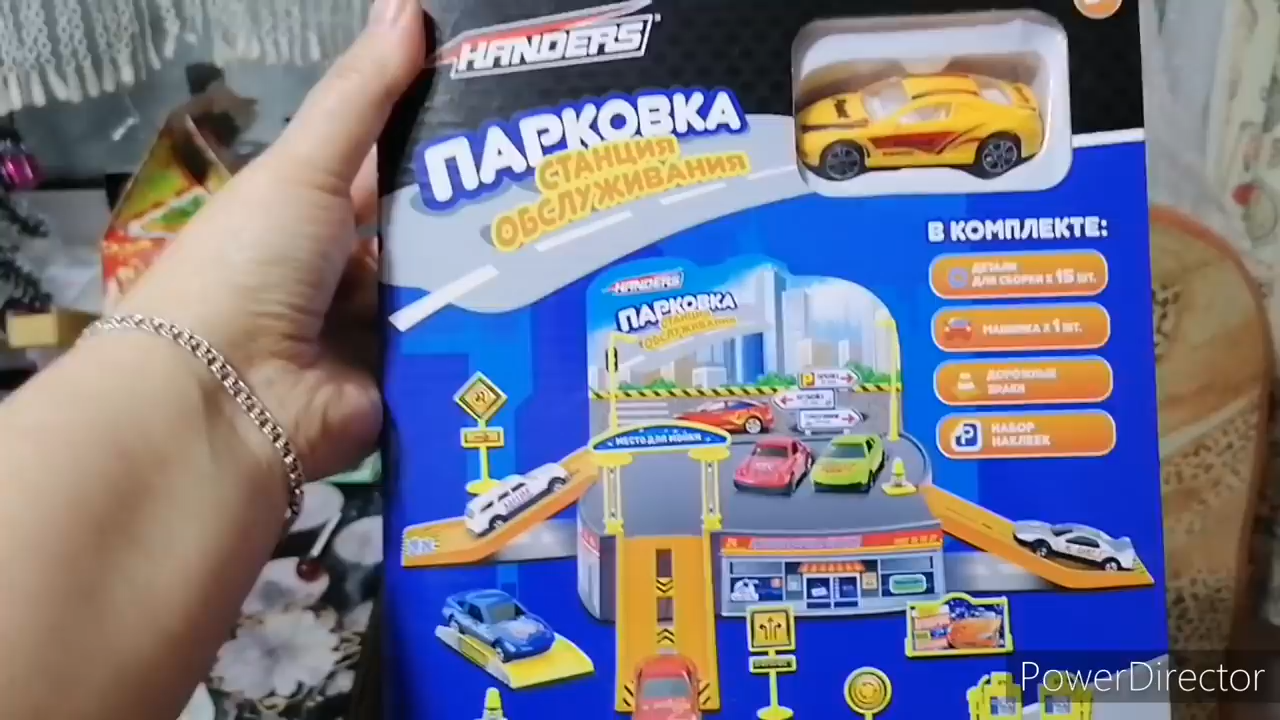 HANDERS
ПАРКОВКА
СТАНЦИЯ
ОБСЛУЖИВАНИЯ
В КОМПЛЕКТЕ:
ДЕТАЛИ
ДЛЯ СБОРКИ X 15 ШТ.
МАШИНКА X 1 ШТ.
ДОРОЖНЫЕ
ЗНАКИ
НАБОР
НАКЛЕЕК
HANDERS
ПАРКОВКА
СТАНЦИЯ
ОБСЛУЖИВАНИЯ
P
МЕСТО ДЛЯ МОЙКИ
PowerDirector